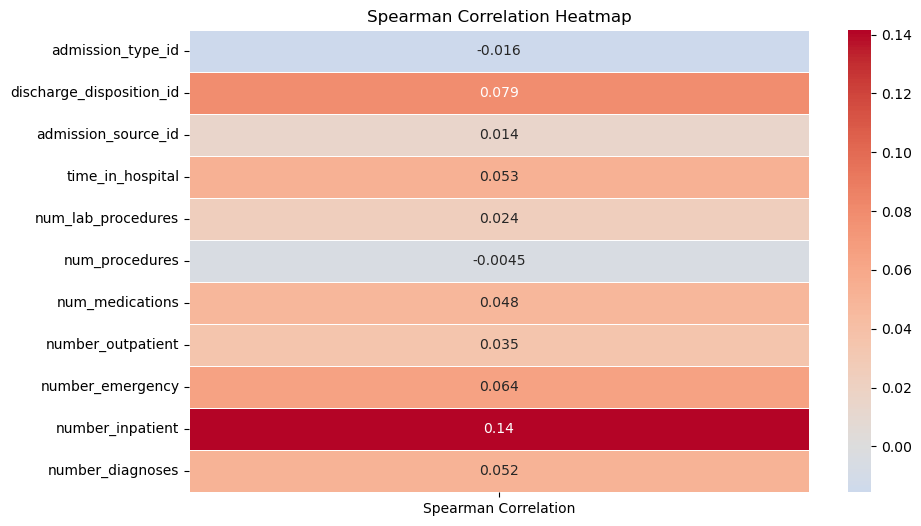 Spearman Correlation Heatmap
admission_type_id
-0.016
discharge_disposition_id
0.079
admission_source_id
0.014
time_in_hospital
0.053
num_lab_procedures
0.024
num_procedures
-0.0045
num_medications
0.048
number_outpatient
0.035
number_emergency
0.064
number_inpatient
0.14
number_diagnoses
0.052
Spearman Correlation
0.14
0.12
0.10
0.08
0.06
0.04
0.02
0.00